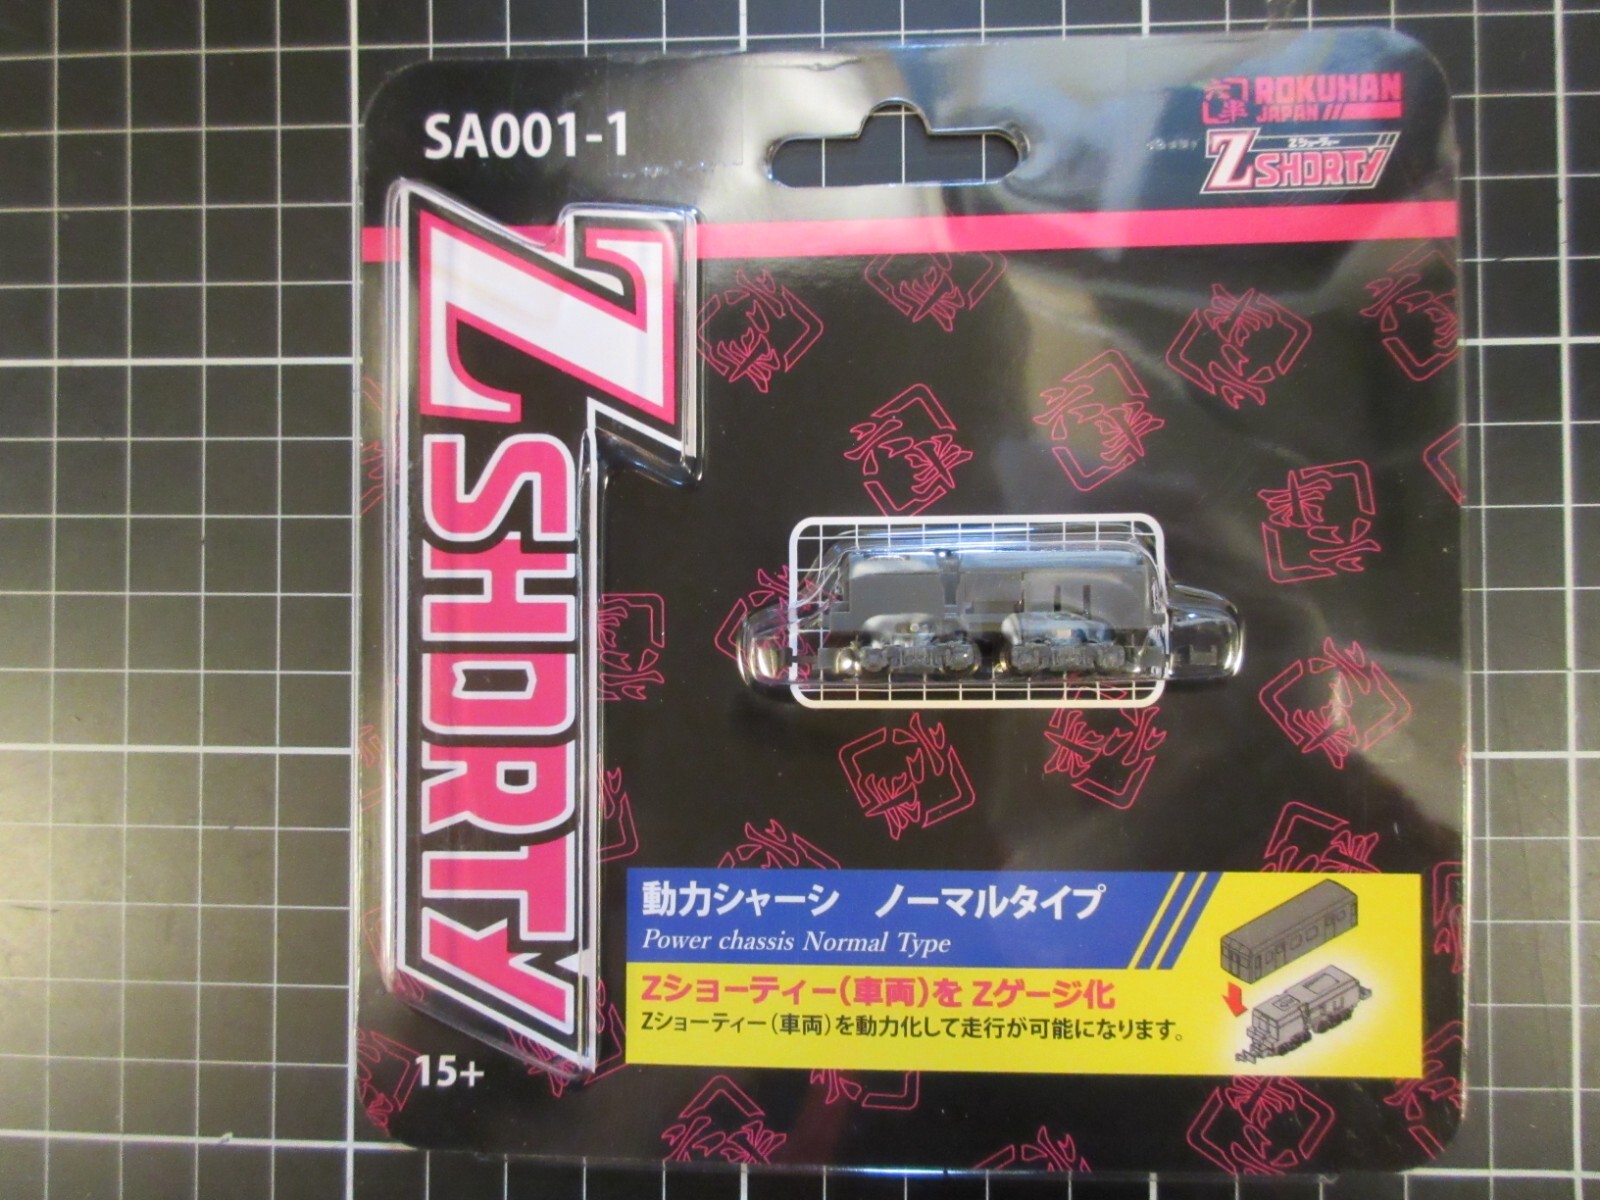 SA001-1
六半
ROKUHAN
JAPAN
Zショーティー
Z SHORTY
Z SHORTY
動力シャーシ ノーマルタイプ
Power chassis Normal Type
Zショーティー(車両)を Zゲージ化
Zショーティー(車両)を動力化して走行が可能になります。
15+